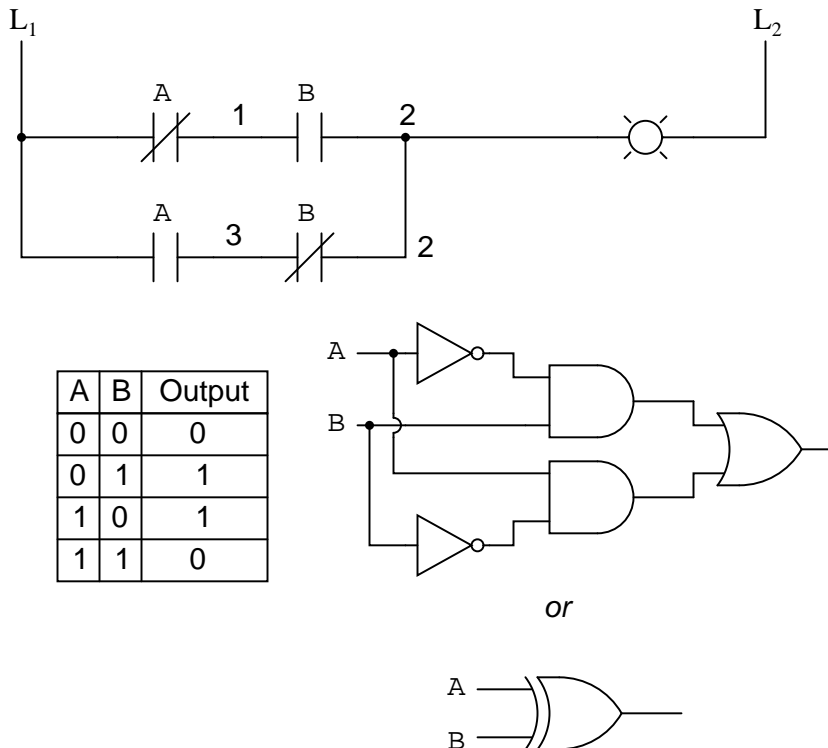 L1 L2
A 1 B 2
A 3 B 2
A
B
A B Output
0 0 0
0 1 1
1 0 1
1 1 0
or
A
B